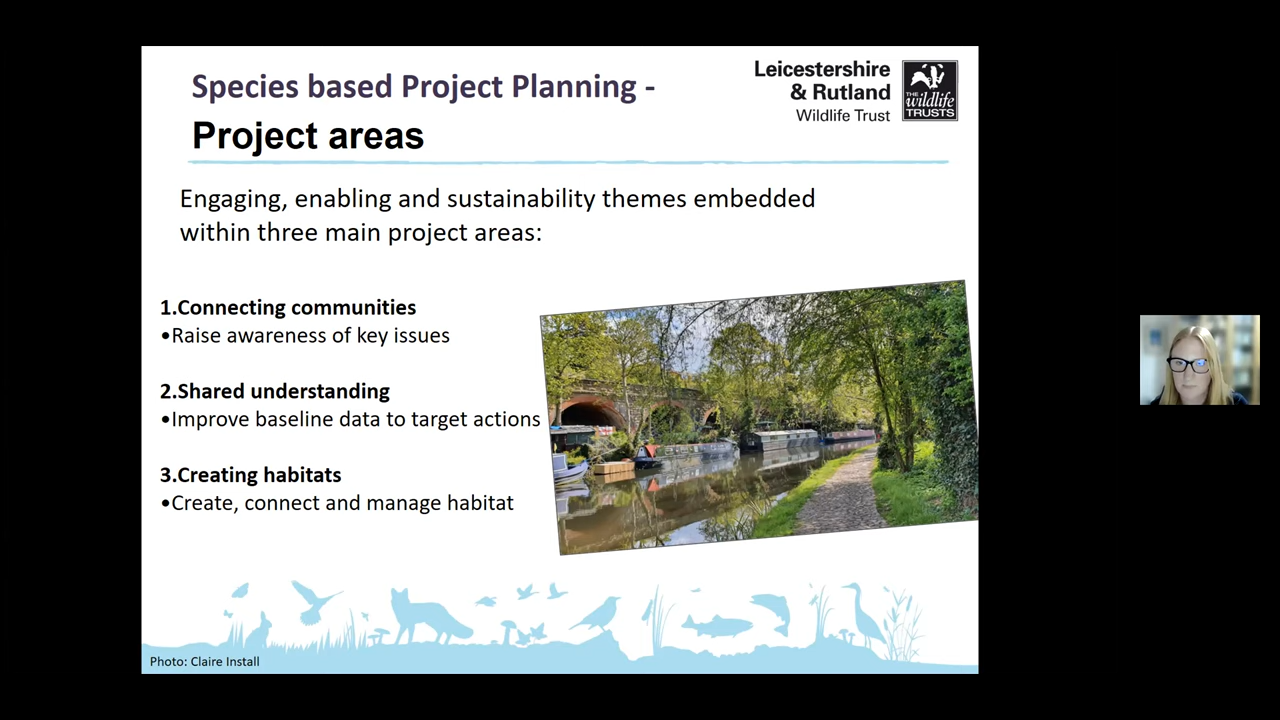 Species based Project Planning -
Project areas
Leicestershire
& Rutland
Wildlife Trust
THE
wildlife
TRUSTS
Engaging, enabling and sustainability themes embedded
within three main project areas:
1.Connecting communities
•Raise awareness of key issues
2.Shared understanding
•Improve baseline data to target actions
3.Creating habitats
•Create, connect and manage habitat
Photo: Claire Install